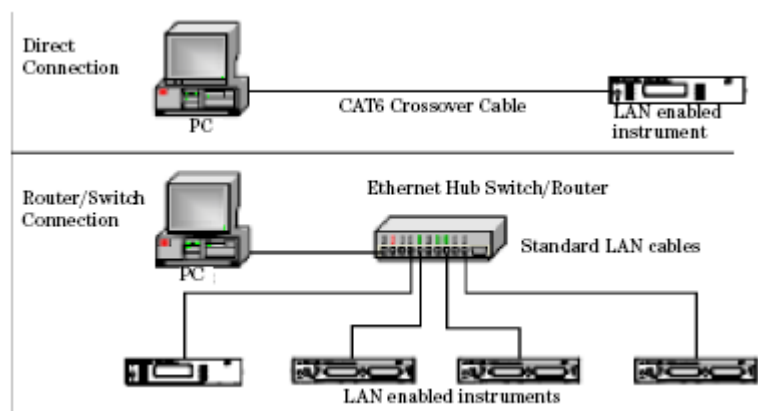 Direct
Connection
PC
CAT6 Crossover Cable
LAN enabled
instrument
Router/Switch
Connection
Ethernet Hub Switch/Router
Standard LAN cables
PC
LAN enabled instruments